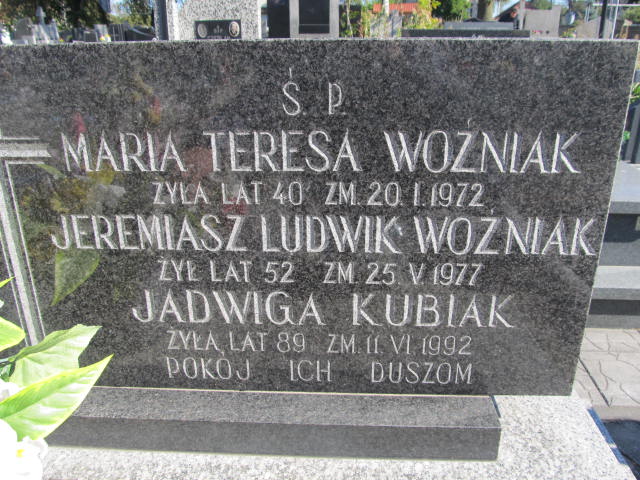 Ś. P.
MARIA TERESA WOŹNIAK
ŻYŁA LAT 40 ZM. 20 I. 1972
JEREMIASZ LUDWIK WOŹNIAK
ŻYŁ LAT 52 ZM. 25 V 1977
JADWIGA KUBIAK
ŻYŁA, LAT 89 ZM. 11. VI 1992
POKÓJ ICH DUSZOM